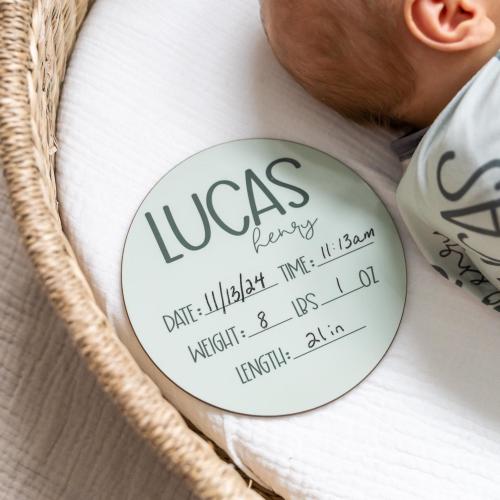 LUCAS
henry
DATE: 11/13/24 TIME: 11:13am
WEIGHT: 8 LBS 1 OZ
LENGTH: 21in